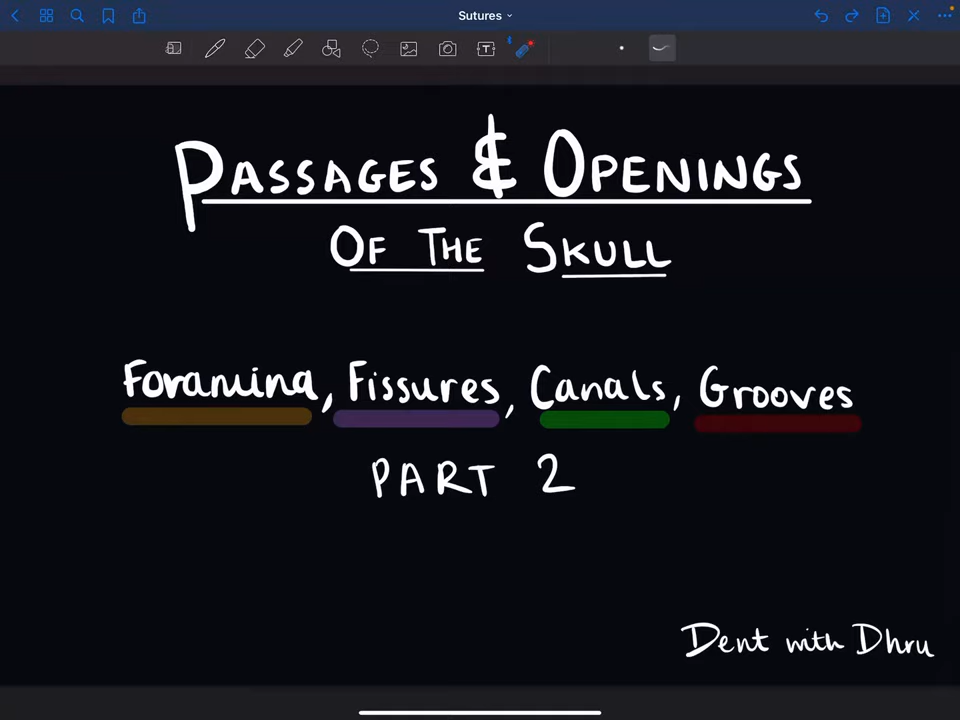 Sutures
PASSAGES & OPENINGS
OF THE SKULL
Foramina, Fissures, Canals, Grooves
PART 2
Dent with Dhru